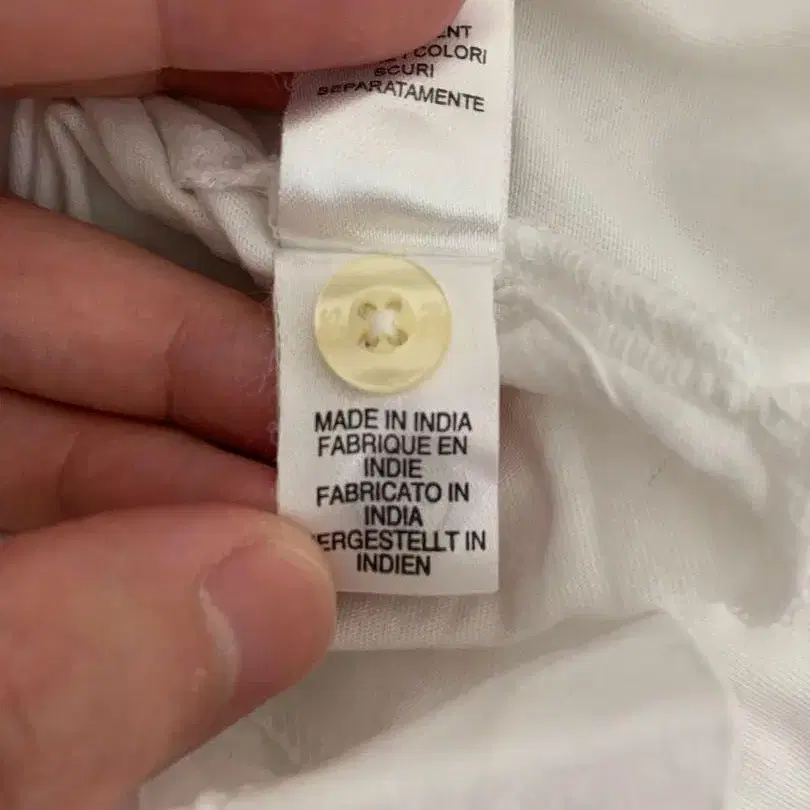 COLORI
SCURI
SEPARATAMENTE
MADE IN INDIA
FABRIQUE EN
INDIE
FABRICATO IN
INDIA
ERGESTELLT IN
INDIEN